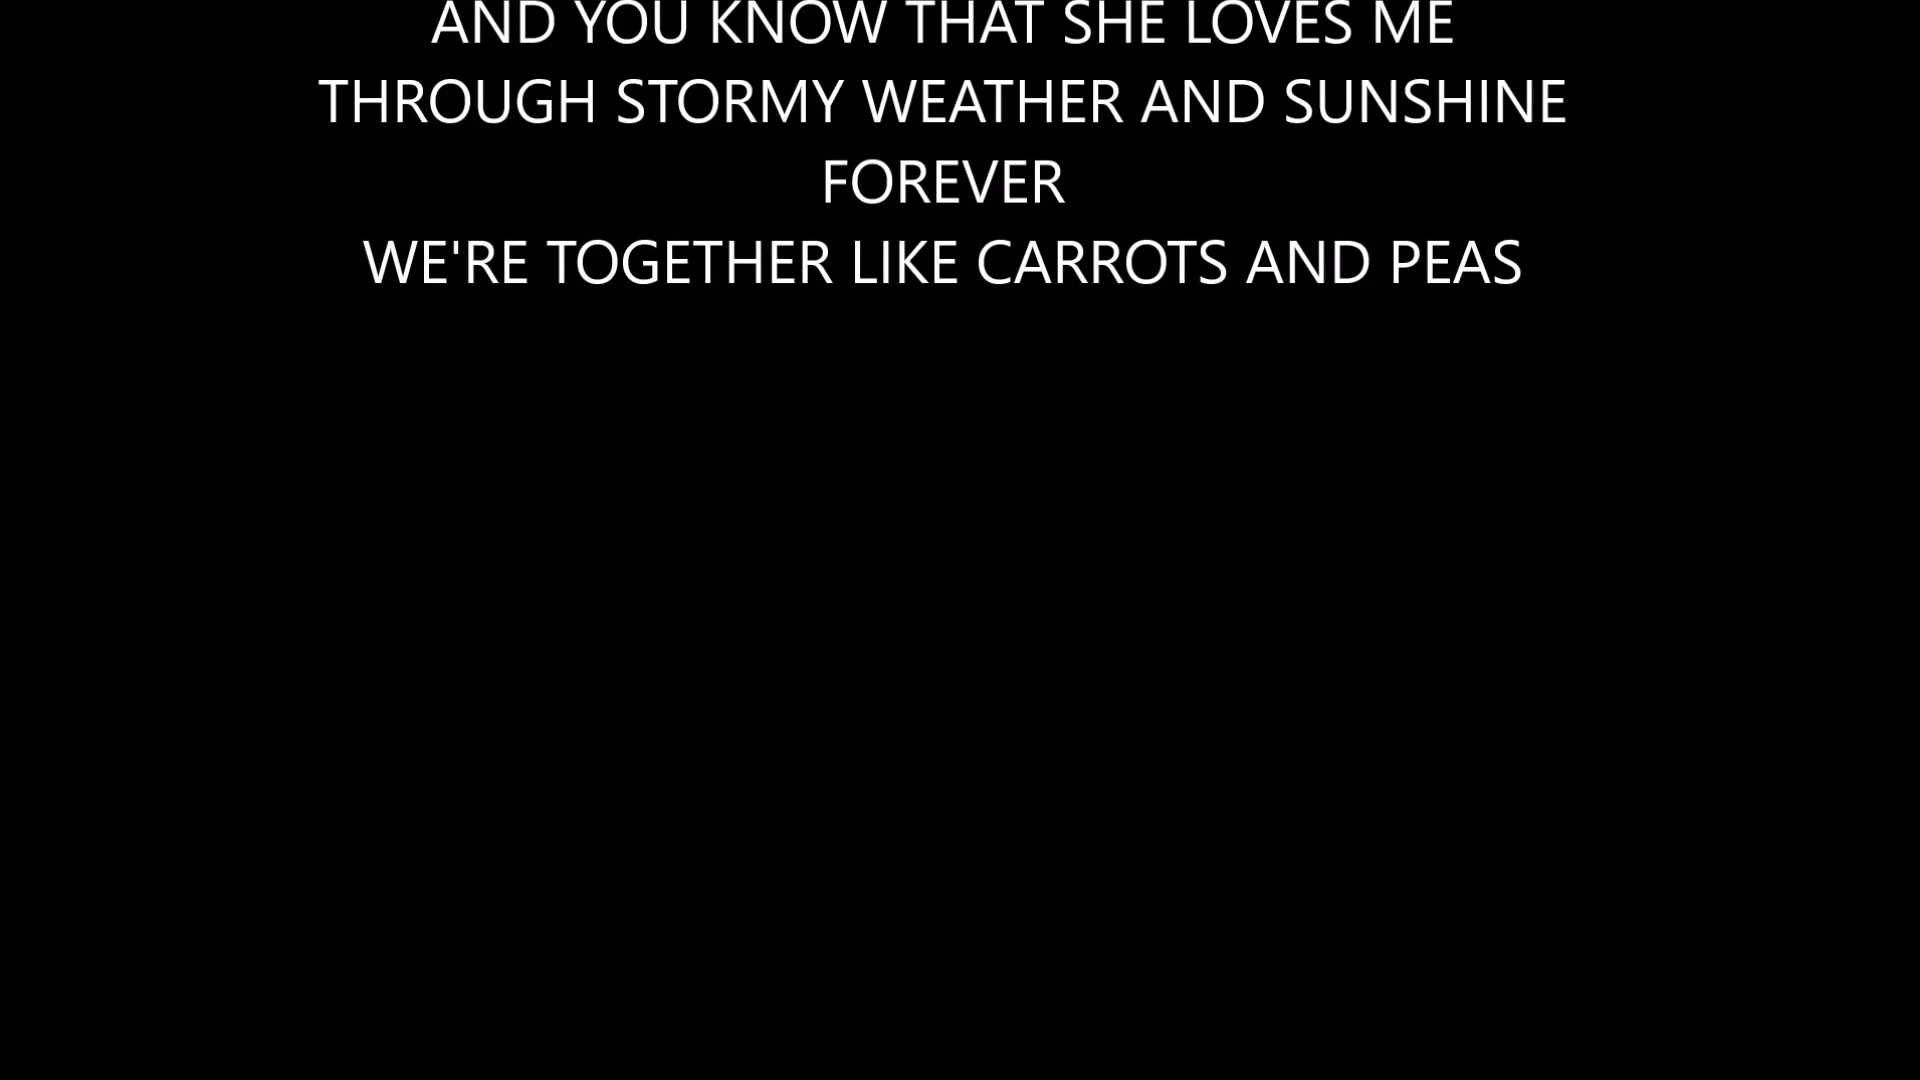 AND YOU KNOW THAT SHE LOVES ME
THROUGH STORMY WEATHER AND SUNSHINE
FOREVER
WE'RE TOGETHER LIKE CARROTS AND PEAS